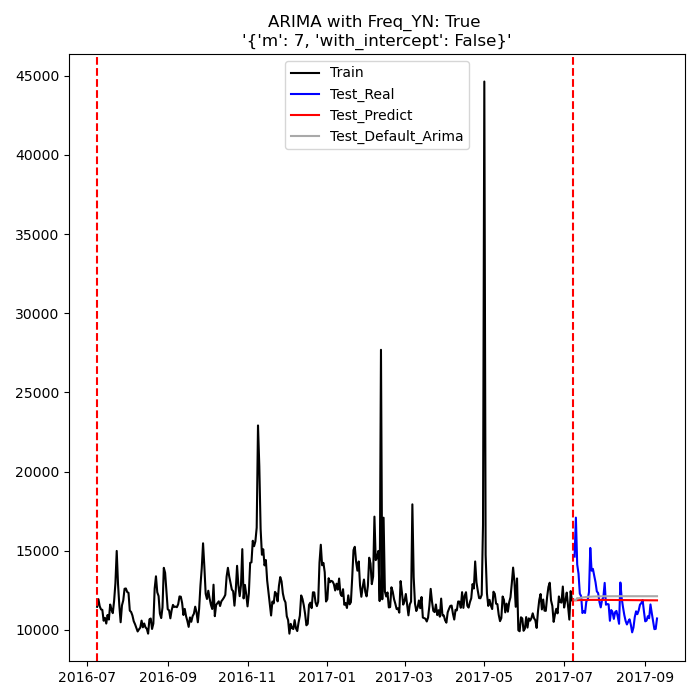 ARIMA with Freq_YN: True
'{'m': 7, 'with_intercept': False}'
Train
Test_Real
Test_Predict
Test_Default_Arima
45000
40000
35000
30000
25000
20000
15000
10000
2016-07 2016-09 2016-11 2017-01 2017-03 2017-05 2017-07 2017-09